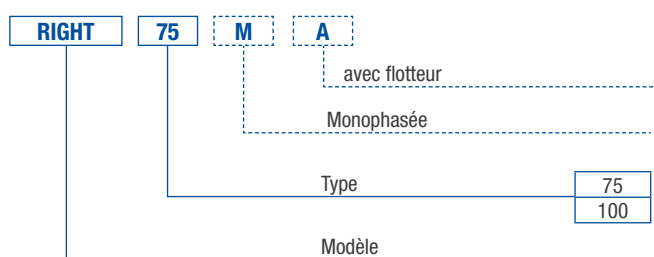 RIGHT 75 M A
avec flotteur
Monophasée
Type 75
100
Modèle